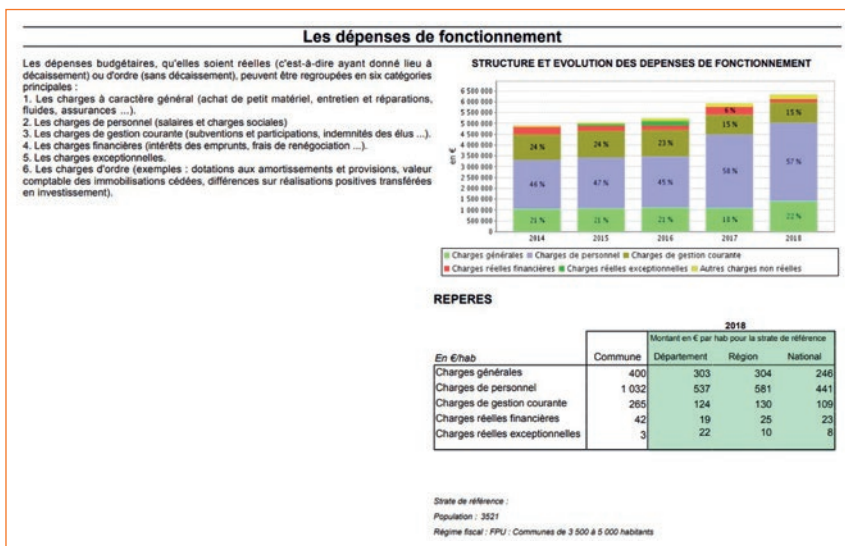 Les dépenses de fonctionnement
Les dépenses budgétaires, qu'elles soient réelles (c'est-à-dire ayant donné lieu à
décaissement) ou d'ordre (sans décaissement), peuvent être regroupées en six catégories
principales :
1. Les charges à caractère général (achat de petit matériel, entretien et réparations,
fluides, assurances ...).
2. Les charges de personnel (salaires et charges sociales)
3. Les charges de gestion courante (subventions et participations, indemnités des élus ...).
4. Les charges financières (intérêts des emprunts, frais de renégociation ...).
5. Les charges exceptionnelles.
6. Les charges d'ordre (exemples : dotations aux amortissements et provisions, valeur
comptable des immobilisations cédées, différences sur réalisations positives transférées
en investissement).
STRUCTURE ET EVOLUTION DES DEPENSES DE FONCTIONNEMENT
en €
6 500 000
6 000 000
5 500 000
5 000 000
4 500 000
4 000 000
3 500 000
3 000 000
2 500 000
2 000 000
1 500 000
1 000 000
500 000
0
6 %
24 % 24 % 23 % 15 % 15 %
46 % 47 % 45 % 58 % 57 %
21 % 21 % 21 % 18 % 22 %
2014 2015 2016 2017 2018
Charges générales Charges de personnel Charges de gestion courante
Charges réelles financières Charges réelles exceptionnelles Autres charges non réelles
REPERES
2018
Montant en € par hab pour la strate de référence
En €/hab Commune Département Région National
Charges générales 400 303 304 246
Charges de personnel 1 032 537 581 441
Charges de gestion courante 265 124 130 109
Charges réelles financières 42 19 25 23
Charges réelles exceptionnelles 3 22 10 8
Strate de référence :
Population : 3521
Régime fiscal : FPU : Communes de 3 500 à 5 000 habitants